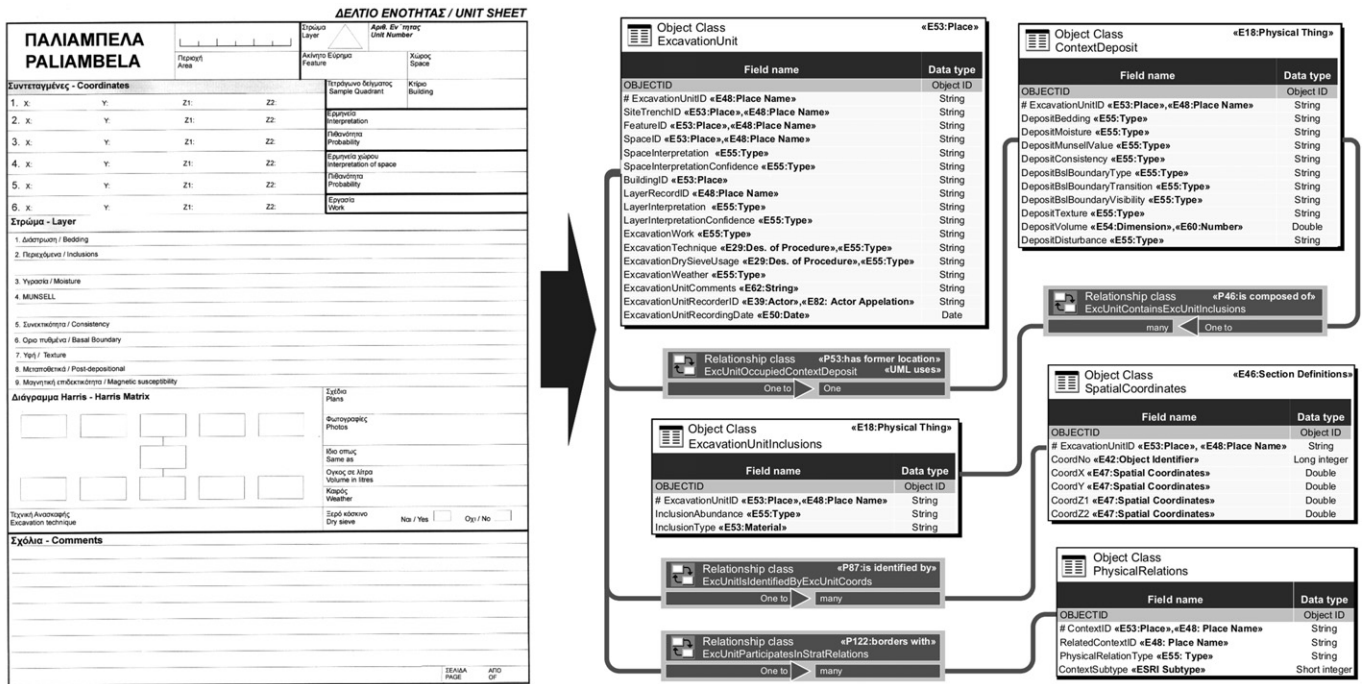 ΔΕΛΤΙΟ ΕΝΟΤΗΤΑΣ / UNIT SHEET
ΠΑΛΙΑΜΠΕΛΑ
PALIAMBELA
Περιοχή
Area
Στρώμα
Layer
Αριθ. Εν΄τητας
Unit Number
Ακίνητο Εύρημα
Feature
Χώρος
Space
Συντεταγμένες - Coordinates
Τετράγωνο δείγματος
Sample Quadrant
Κτίριο
Building
1. X: Y: Z1: Z2:
2. X: Y: Z1: Z2:
3. X: Y: Z1: Z2:
4. X: Y: Z1: Z2:
5. X: Y: Z1: Z2:
6. X: Y: Z1: Z2:
Ερμηνεία
Interpretation
Πιθανότητα
Probability
Ερμηνεία χώρου
Interpretation of space
Πιθανότητα
Probability
Εργασία
Work
Στρώμα - Layer
1. Διάστρωση / Bedding
2. Περιεχόμενα / Inclusions
3. Υγρασία / Moisture
4. MUNSELL
5. Συνεκτικότητα / Consistency
6. Οριο πυθμένα / Basal Boundary
7. Υφή / Texture
8. Μεταποθετικά / Post-depositional
9. Μαγνητική επιδεκτικότητα / Magnetic susceptibility
Διάγραμμα Harris - Harris Matrix
Σχέδια
Plans
Φωτογραφίες
Photos
Ιδιο οπως
Same as
Ογκος σε λίτρα
Volume in litres
Καιρός
Weather
Τεχνική Ανασκαφής
Excavation technique
Ξερό κόσκινο
Dry sieve
Ναι / Yes
Οχι / No
Σχόλια - Comments
ΣΕΛΙΔΑ ΑΠΟ
PAGE OF
Object Class «E53:Place»
ExcavationUnit
Field name Data type
OBJECTID Object ID
# ExcavationUnitID «E48:Place Name» String
SiteTrenchID «E53:Place»,«E48:Place Name» String
FeatureID «E53:Place»,«E48:Place Name» String
SpaceID «E53:Place»,«E48:Place Name» String
SpaceInterpretation «E55:Type» String
SpaceInterpretationConfidence «E55:Type» String
BuildingID «E53:Place» String
LayerRecordID «E48:Place Name» String
LayerInterpretation «E55:Type» String
LayerInterpretationConfidence «E55:Type» String
ExcavationWork «E55:Type» String
ExcavationTechnique «E29:Des. of Procedure»,«E55:Type» String
ExcavationDrySieveUsage «E29:Des. of Procedure»,«E55:Type» String
ExcavationWeather «E55:Type» String
ExcavationUnitComments «E62:String» String
ExcavationUnitRecorderID «E39:Actor»,«E82: Actor Appelation» String
ExcavationUnitRecordingDate «E50:Date» Date
Object Class «E18:Physical Thing»
ContextDeposit
Field name Data type
OBJECTID Object ID
# ExcavationUnitID «E53:Place»,«E48:Place Name» String
DepositBedding «E55:Type» String
DepositMoisture «E55:Type» String
DepositMunsellValue «E55:Type» String
DepositConsistency «E55:Type» String
DepositBslBoundaryType «E55:Type» String
DepositBslBoundaryTransition «E55:Type» String
DepositBslBoundaryVisibility «E55:Type» String
DepositTexture «E55:Type» String
DepositVolume «E54:Dimension»,«E60:Number» Double
DepositDisturbance «E55:Type» String
Relationship class «P46:is composed of»
ExcUnitContainsExcUnitInclusions
many One to
Relationship class «P53:has former location»
ExcUnitOccupiedContextDeposit «UML uses»
One to One
Object Class «E46:Section Definitions»
SpatialCoordinates
Field name Data type
OBJECTID Object ID
# ExcavationUnitID «E53:Place», «E48:Place Name» String
CoordNo «E42:Object Identifier» Long integer
CoordX «E47:Spatial Coordinates» Double
CoordY «E47:Spatial Coordinates» Double
CoordZ1 «E47:Spatial Coordinates» Double
CoordZ2 «E47:Spatial Coordinates» Double
Object Class «E18:Physical Thing»
ExcavationUnitInclusions
Field name Data type
OBJECTID Object ID
# ExcavationUnitID «E53:Place»,«E48:Place Name» String
InclusionAbundance «E55:Type» String
InclusionType «E53:Material» String
Relationship class «P87:is identified by»
ExcUnitIsIdentifiedByExcUnitCoords
One to many
Object Class
PhysicalRelations
Field name Data type
OBJECTID Object ID
# ContextID «E53:Place»,«E48: Place Name» String
RelatedContextID «E48: Place Name» String
PhysicalRelationType «E55: Type» String
ContextSubtype «ESRI Subtype» Short integer
Relationship class «P122:borders with»
ExcUnitParticipatesInStratRelations
One to many